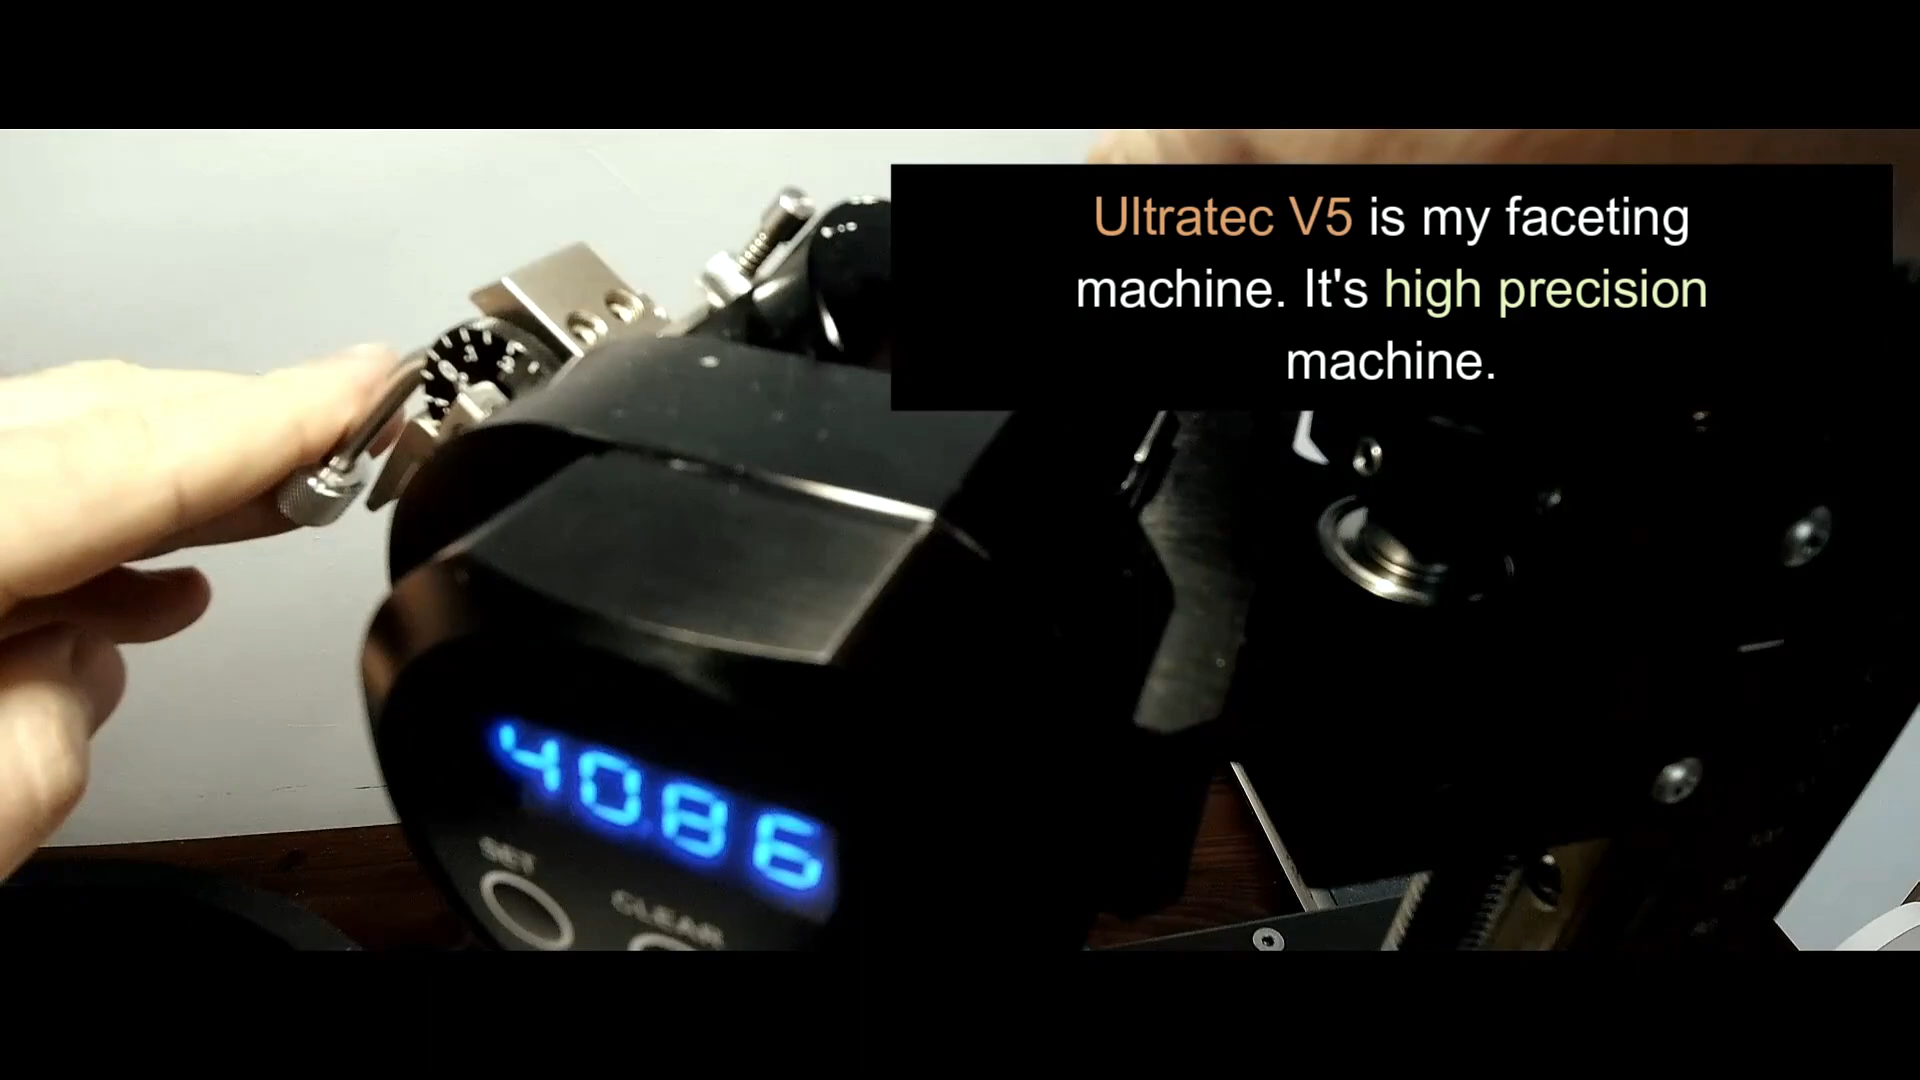 Ultratec V5 is my faceting
machine. It's high precision
machine.
4086
SET
CLEAR